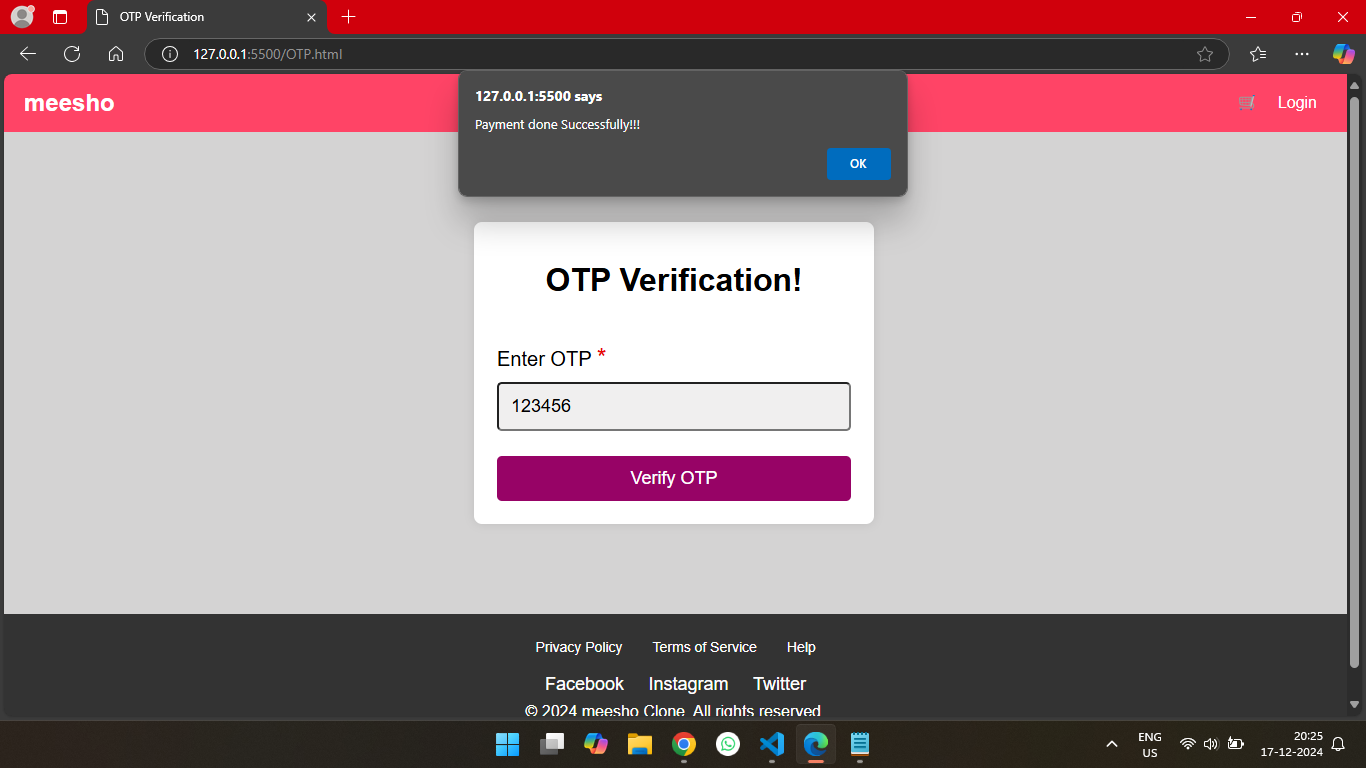 OTP Verification
127.0.0.1:5500/OTP.html
127.0.0.1:5500 says
Payment done Successfully!!!
OK
meesho
Login
OTP Verification!
Enter OTP *
123456
Verify OTP
Privacy Policy Terms of Service Help
Facebook Instagram Twitter
© 2024 meesho Clone. All rights reserved
ENG
US
20:25
17-12-2024